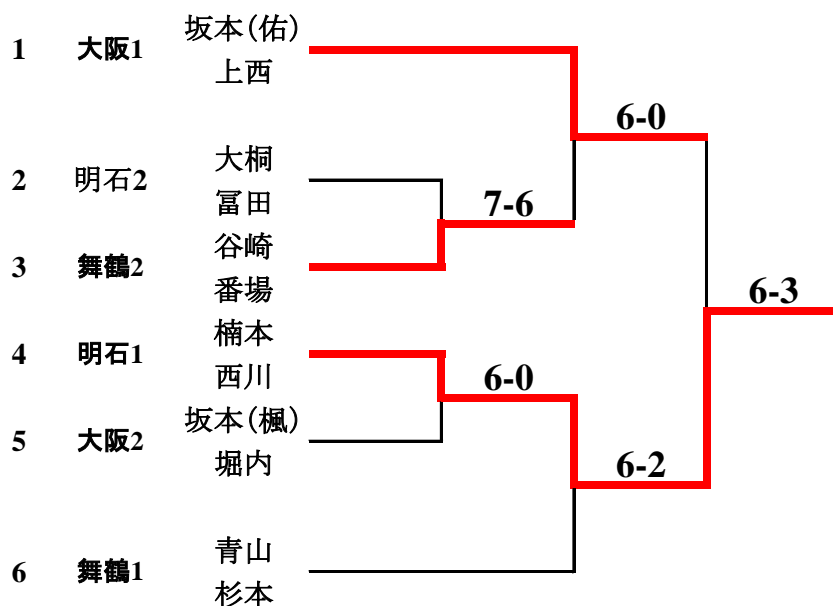 坂本(佑)
1 大阪1
上西
6-0
大桐
2 明石2
冨田
7-6
谷崎
3 舞鶴2
番場
6-3
楠本
4 明石1
西川
6-0
坂本(楓)
5 大阪2
堀内
6-2
青山
6 舞鶴1
杉本